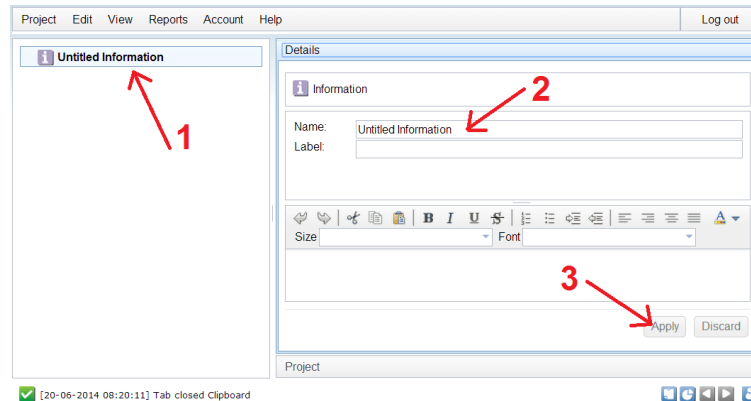 Project Edit View Reports Account Help Log out
Untitled Information
1
Details
Information
2
Name: Untitled Information
Label:
B I U S A
Size Font
3
Apply Discard
Project
[20-06-2014 08:20:11] Tab closed Clipboard